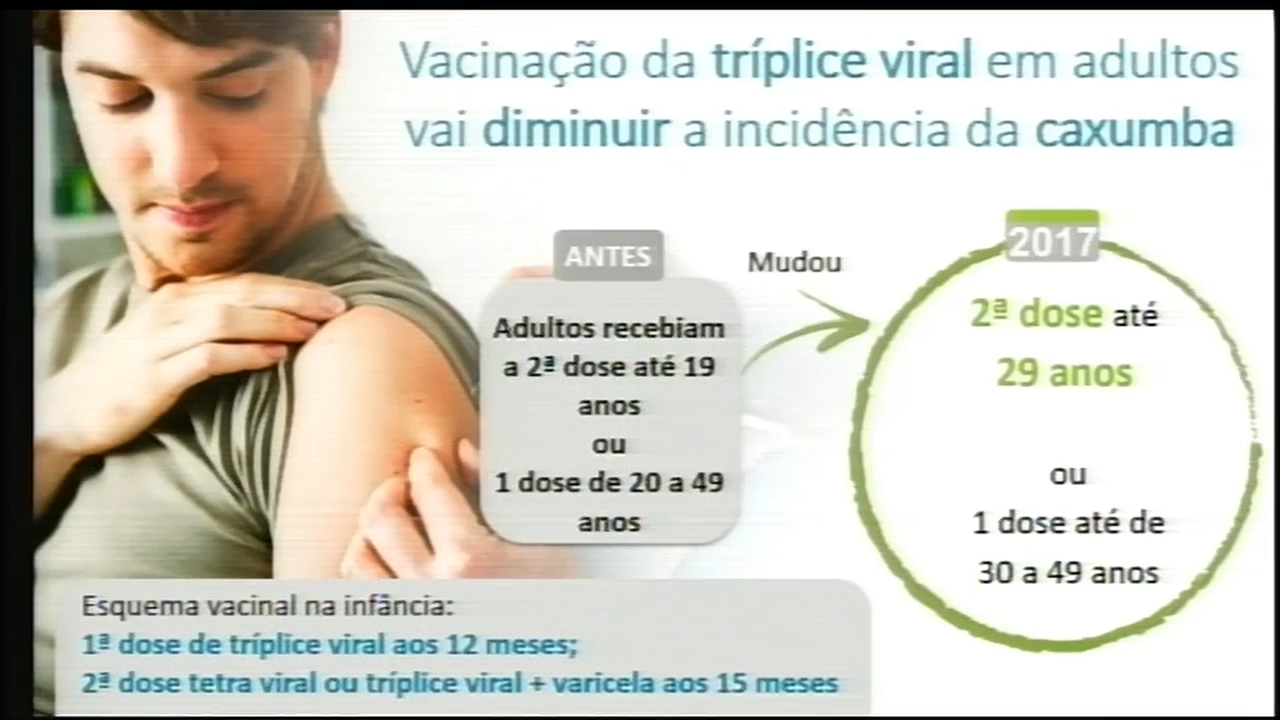 Vacinação da tríplice viral em adultos
vai diminuir a incidência da caxumba
ANTES
Adultos recebiam
a 2ª dose até 19
anos
ou
1 dose de 20 a 49
anos
Mudou
2017
2ª dose até
29 anos
ou
1 dose até de
30 a 49 anos
Esquema vacinal na infância:
1ª dose de tríplice viral aos 12 meses;
2ª dose tetra viral ou tríplice viral + varicela aos 15 meses